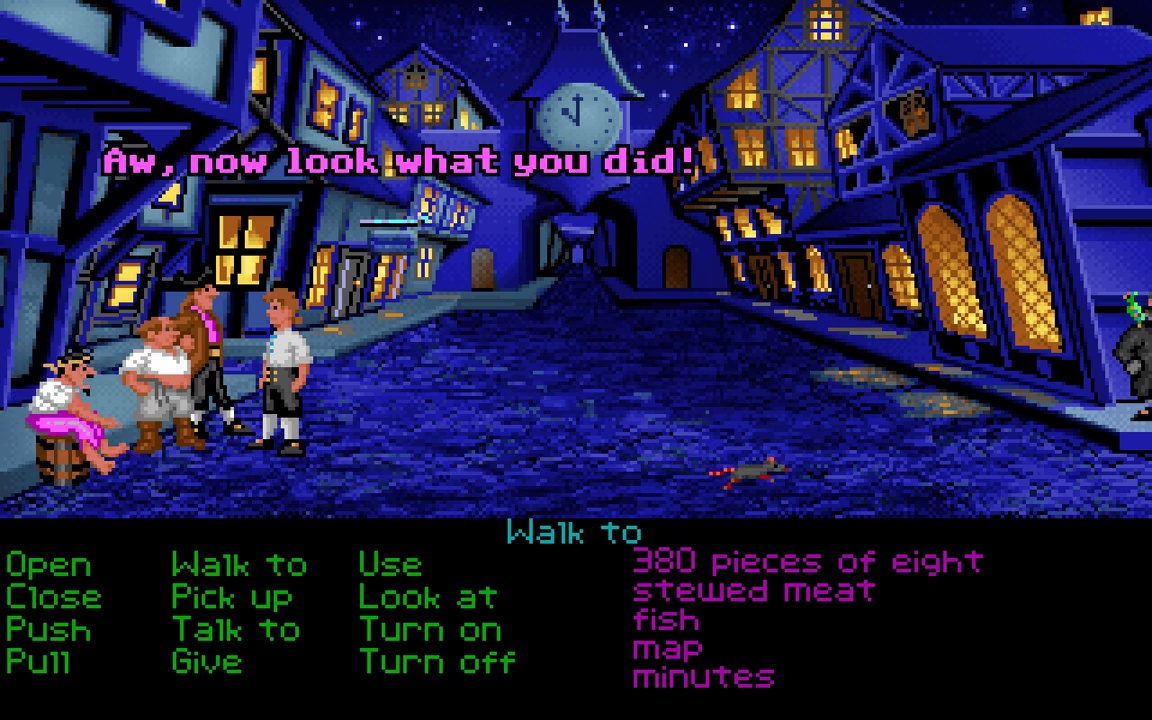 Aw, now look what you did!
Walk to
Open Walk to Use 380 pieces of eight
Close Pick up Look at stewed meat
Push Talk to Turn on fish
Pull Give Turn off map
minutes